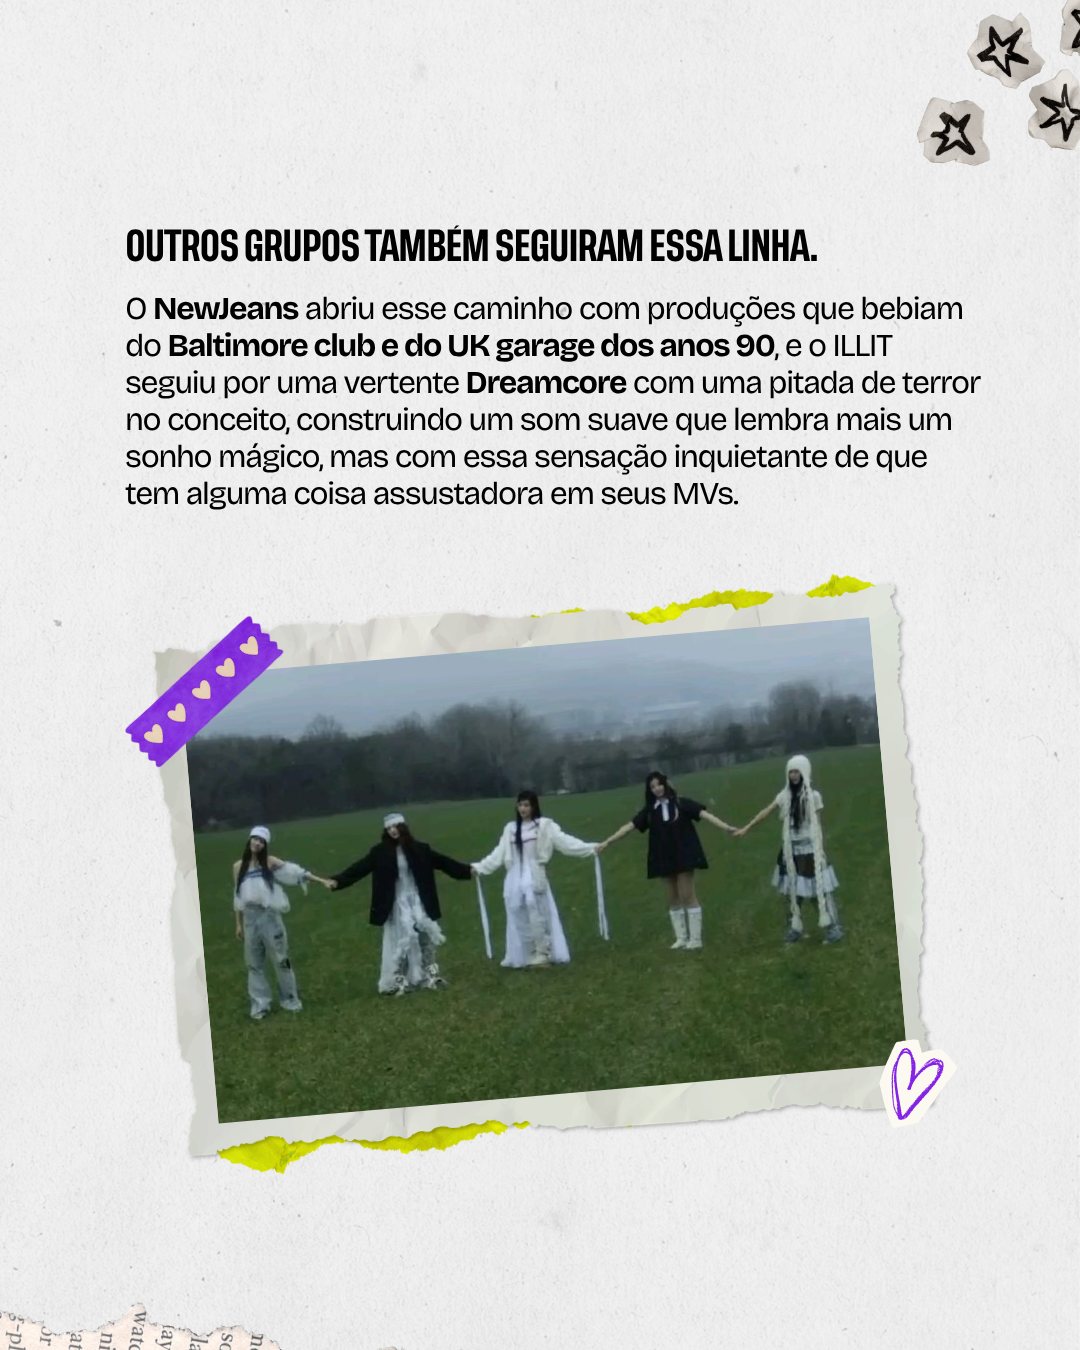 OUTROS GRUPOS TAMBÉM SEGUIRAM ESSA LINHA.
O NewJeans abriu esse caminho com produções que bebiam
do Baltimore club e do UK garage dos anos 90, e o ILLIT
seguiu por uma vertente Dreamcore com uma pitada de terror
no conceito, construindo um som suave que lembra mais um
sonho mágico, mas com essa sensação inquietante de que
tem alguma coisa assustadora em seus MVs.